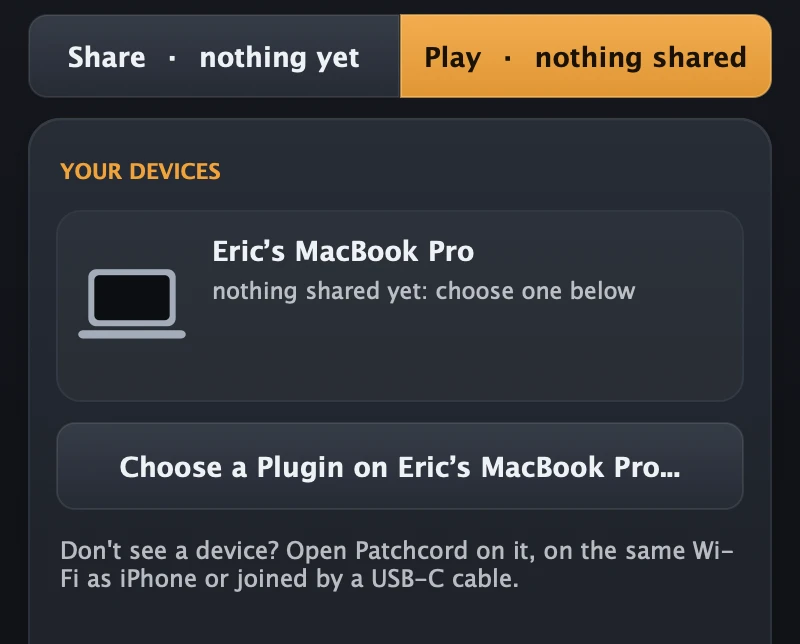 Share · nothing yet
Play · nothing shared
YOUR DEVICES
Eric’s MacBook Pro
nothing shared yet: choose one below
Choose a Plugin on Eric’s MacBook Pro...
Don't see a device? Open Patchcord on it, on the same Wi-
Fi as iPhone or joined by a USB-C cable.